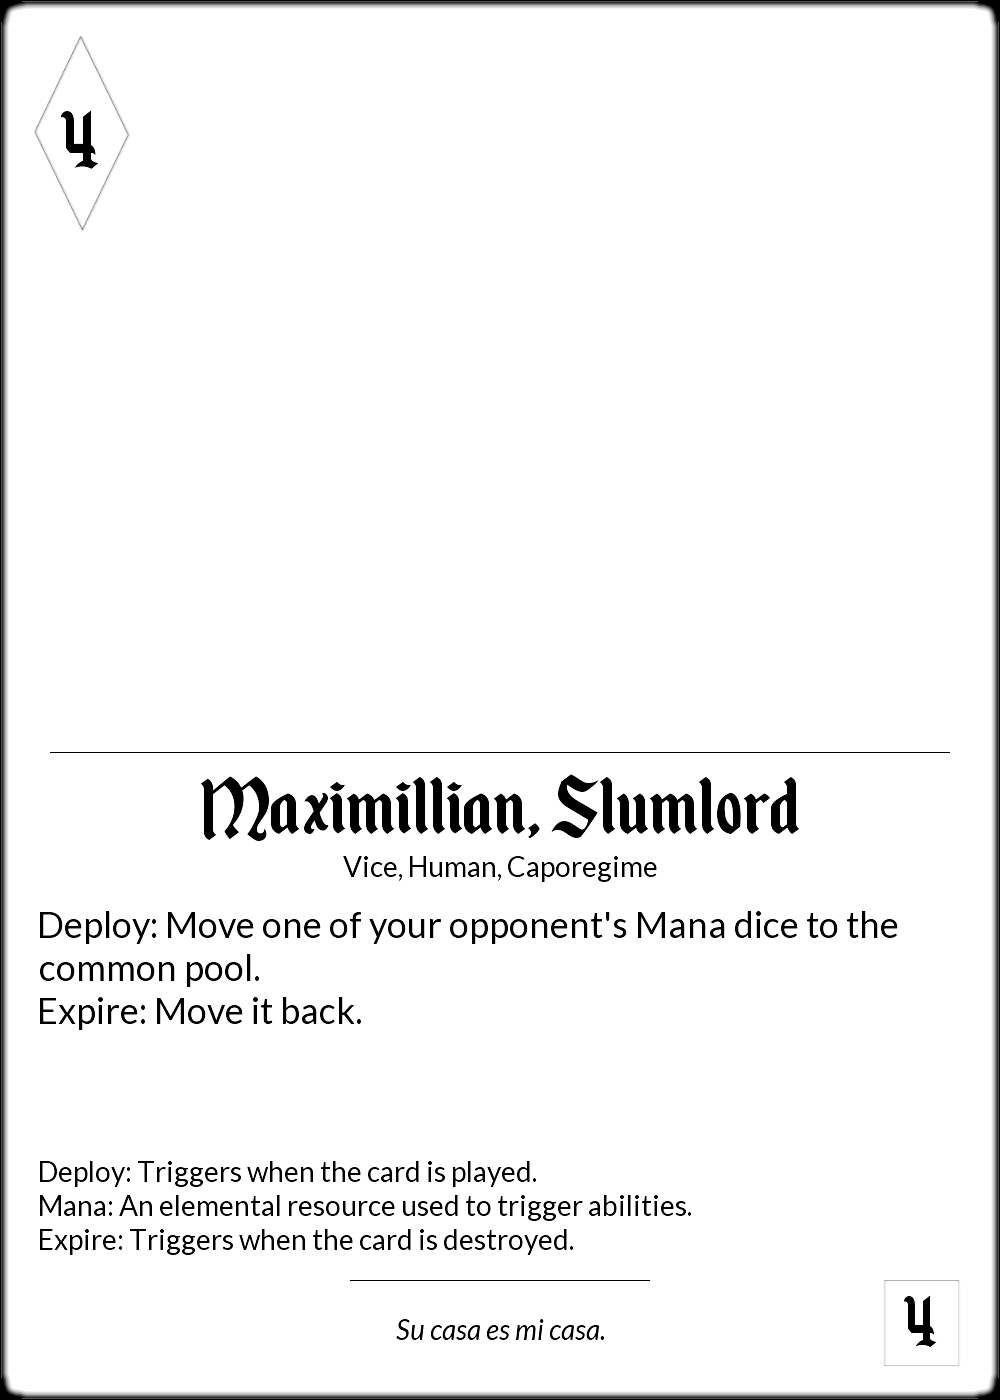 4
Maximillian, Slumlord
Vice, Human, Caporegime
Deploy: Move one of your opponent's Mana dice to the
common pool.
Expire: Move it back.
Deploy: Triggers when the card is played.
Mana: An elemental resource used to trigger abilities.
Expire: Triggers when the card is destroyed.
Su casa es mi casa.
4